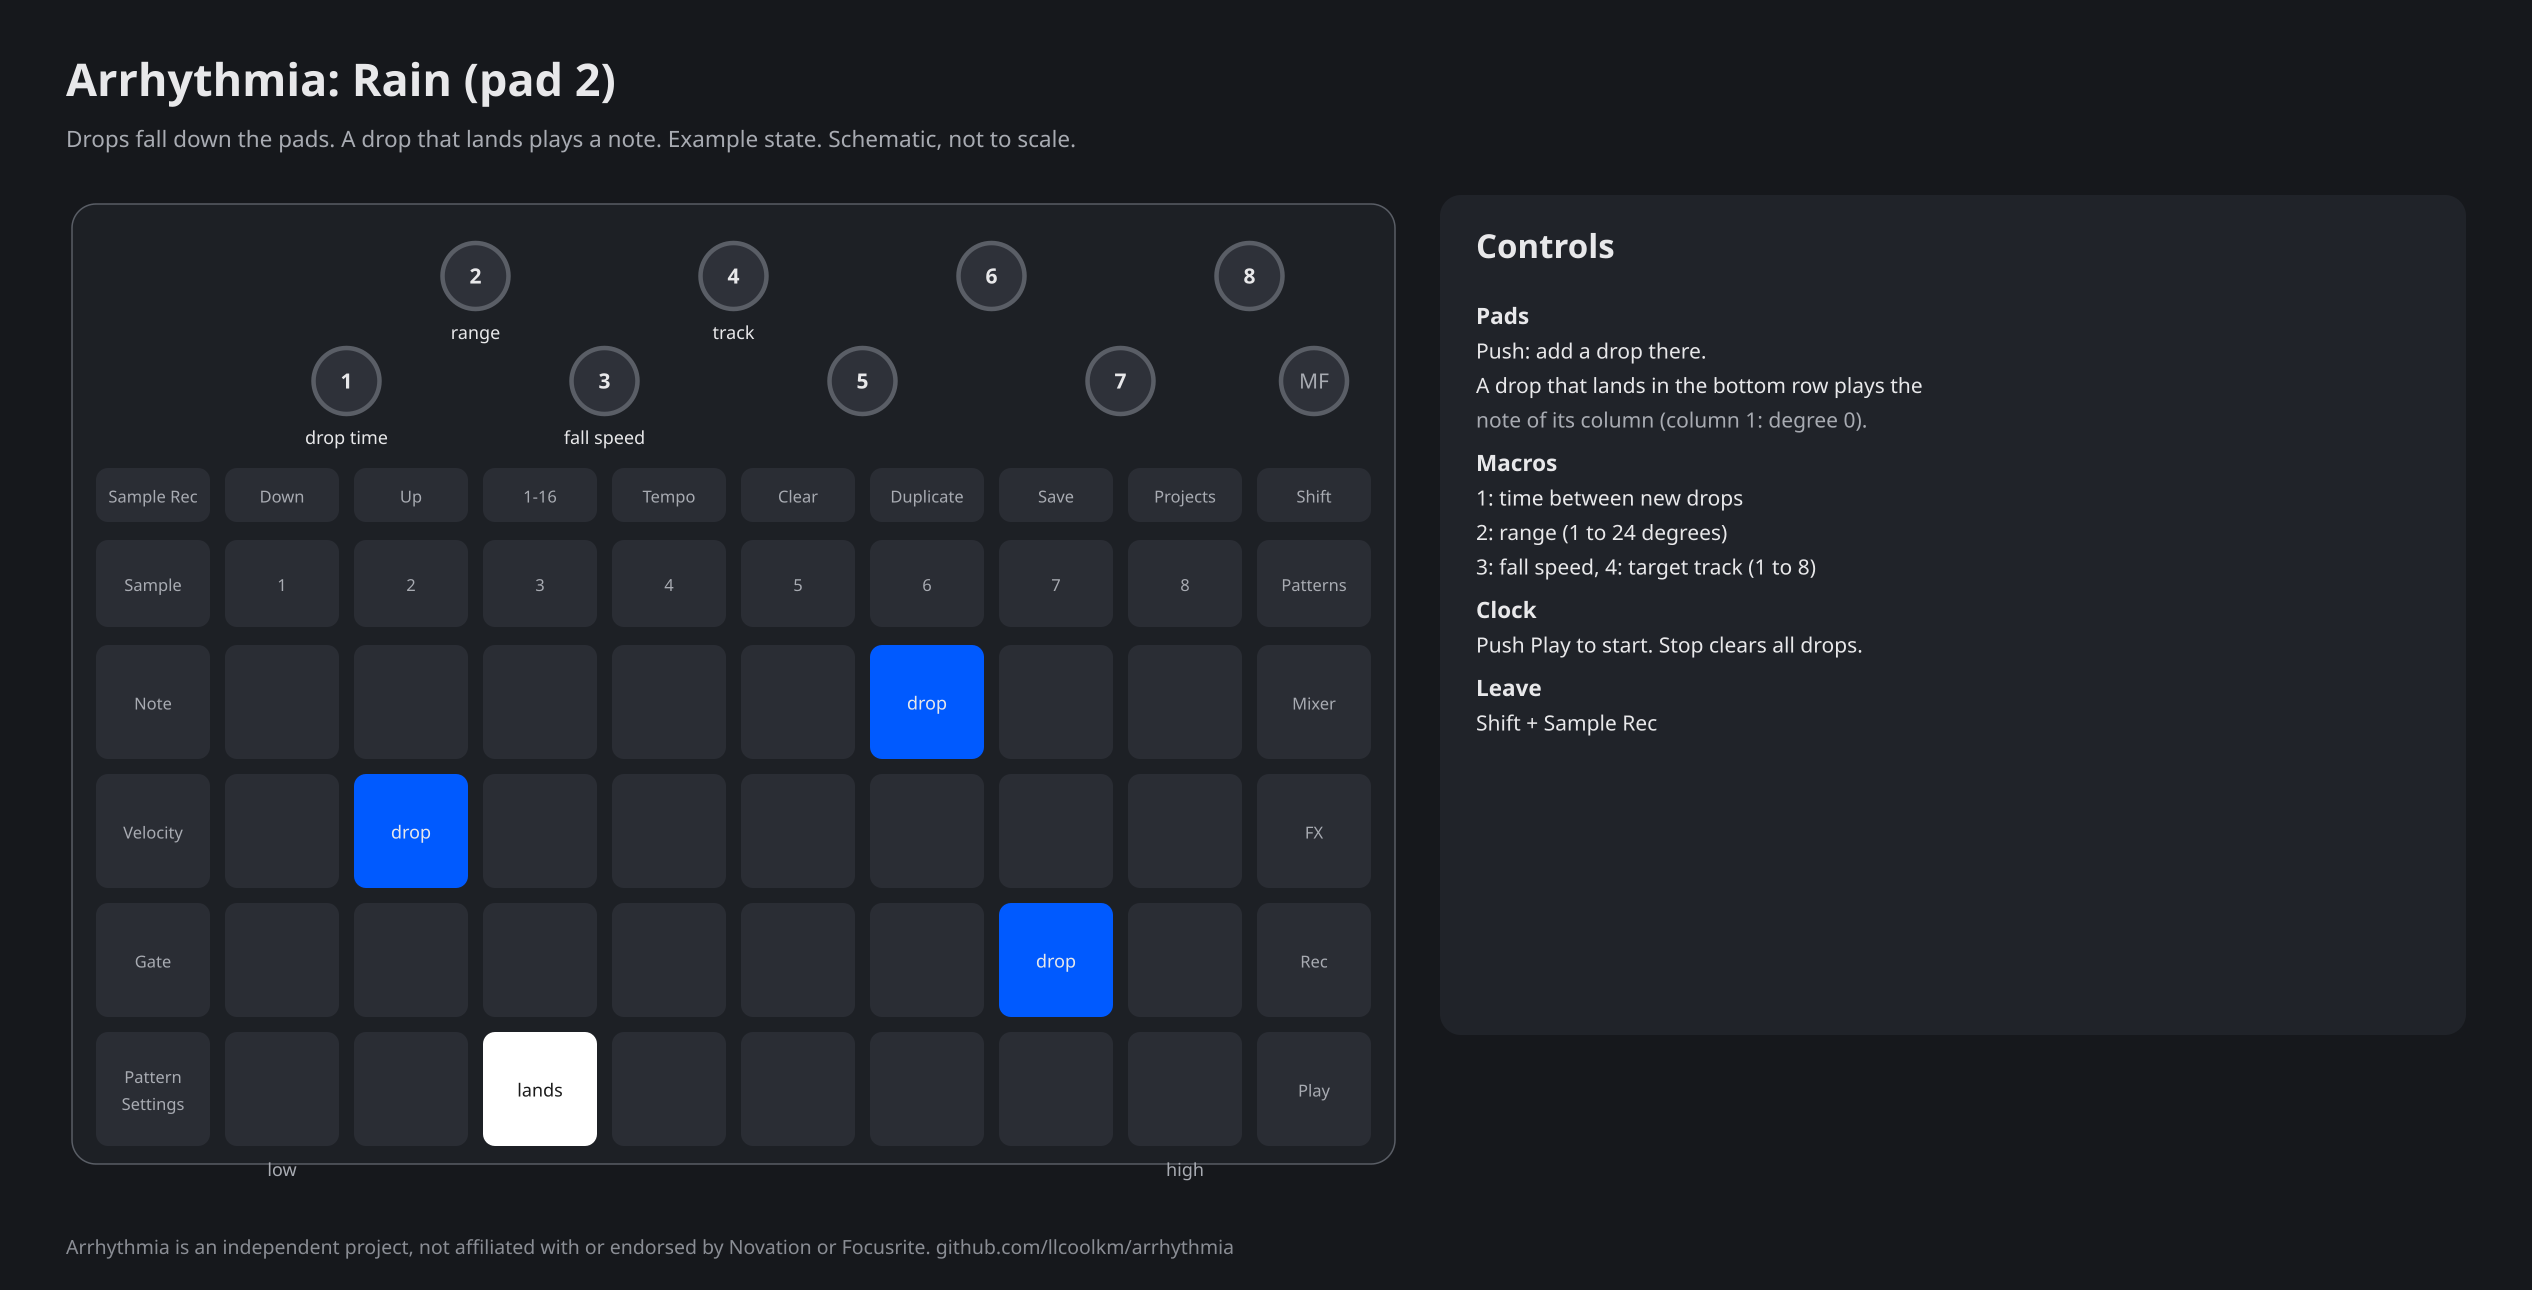 Arrhythmia: Rain (pad 2)
Drops fall down the pads. A drop that lands plays a note. Example state. Schematic, not to scale.
2 4 6 8
range track
1 3 5 7 MF
drop time fall speed
Sample Rec Down Up 1-16 Tempo Clear Duplicate Save Projects Shift
Sample 1 2 3 4 5 6 7 8 Patterns
Note drop Mixer
Velocity drop FX
Gate drop Rec
Pattern
Settings
lands Play
low high
Controls
Pads
Push: add a drop there.
A drop that lands in the bottom row plays the
note of its column (column 1: degree 0).
Macros
1: time between new drops
2: range (1 to 24 degrees)
3: fall speed, 4: target track (1 to 8)
Clock
Push Play to start. Stop clears all drops.
Leave
Shift + Sample Rec
Arrhythmia is an independent project, not affiliated with or endorsed by Novation or Focusrite. github.com/llcoolkm/arrhythmia